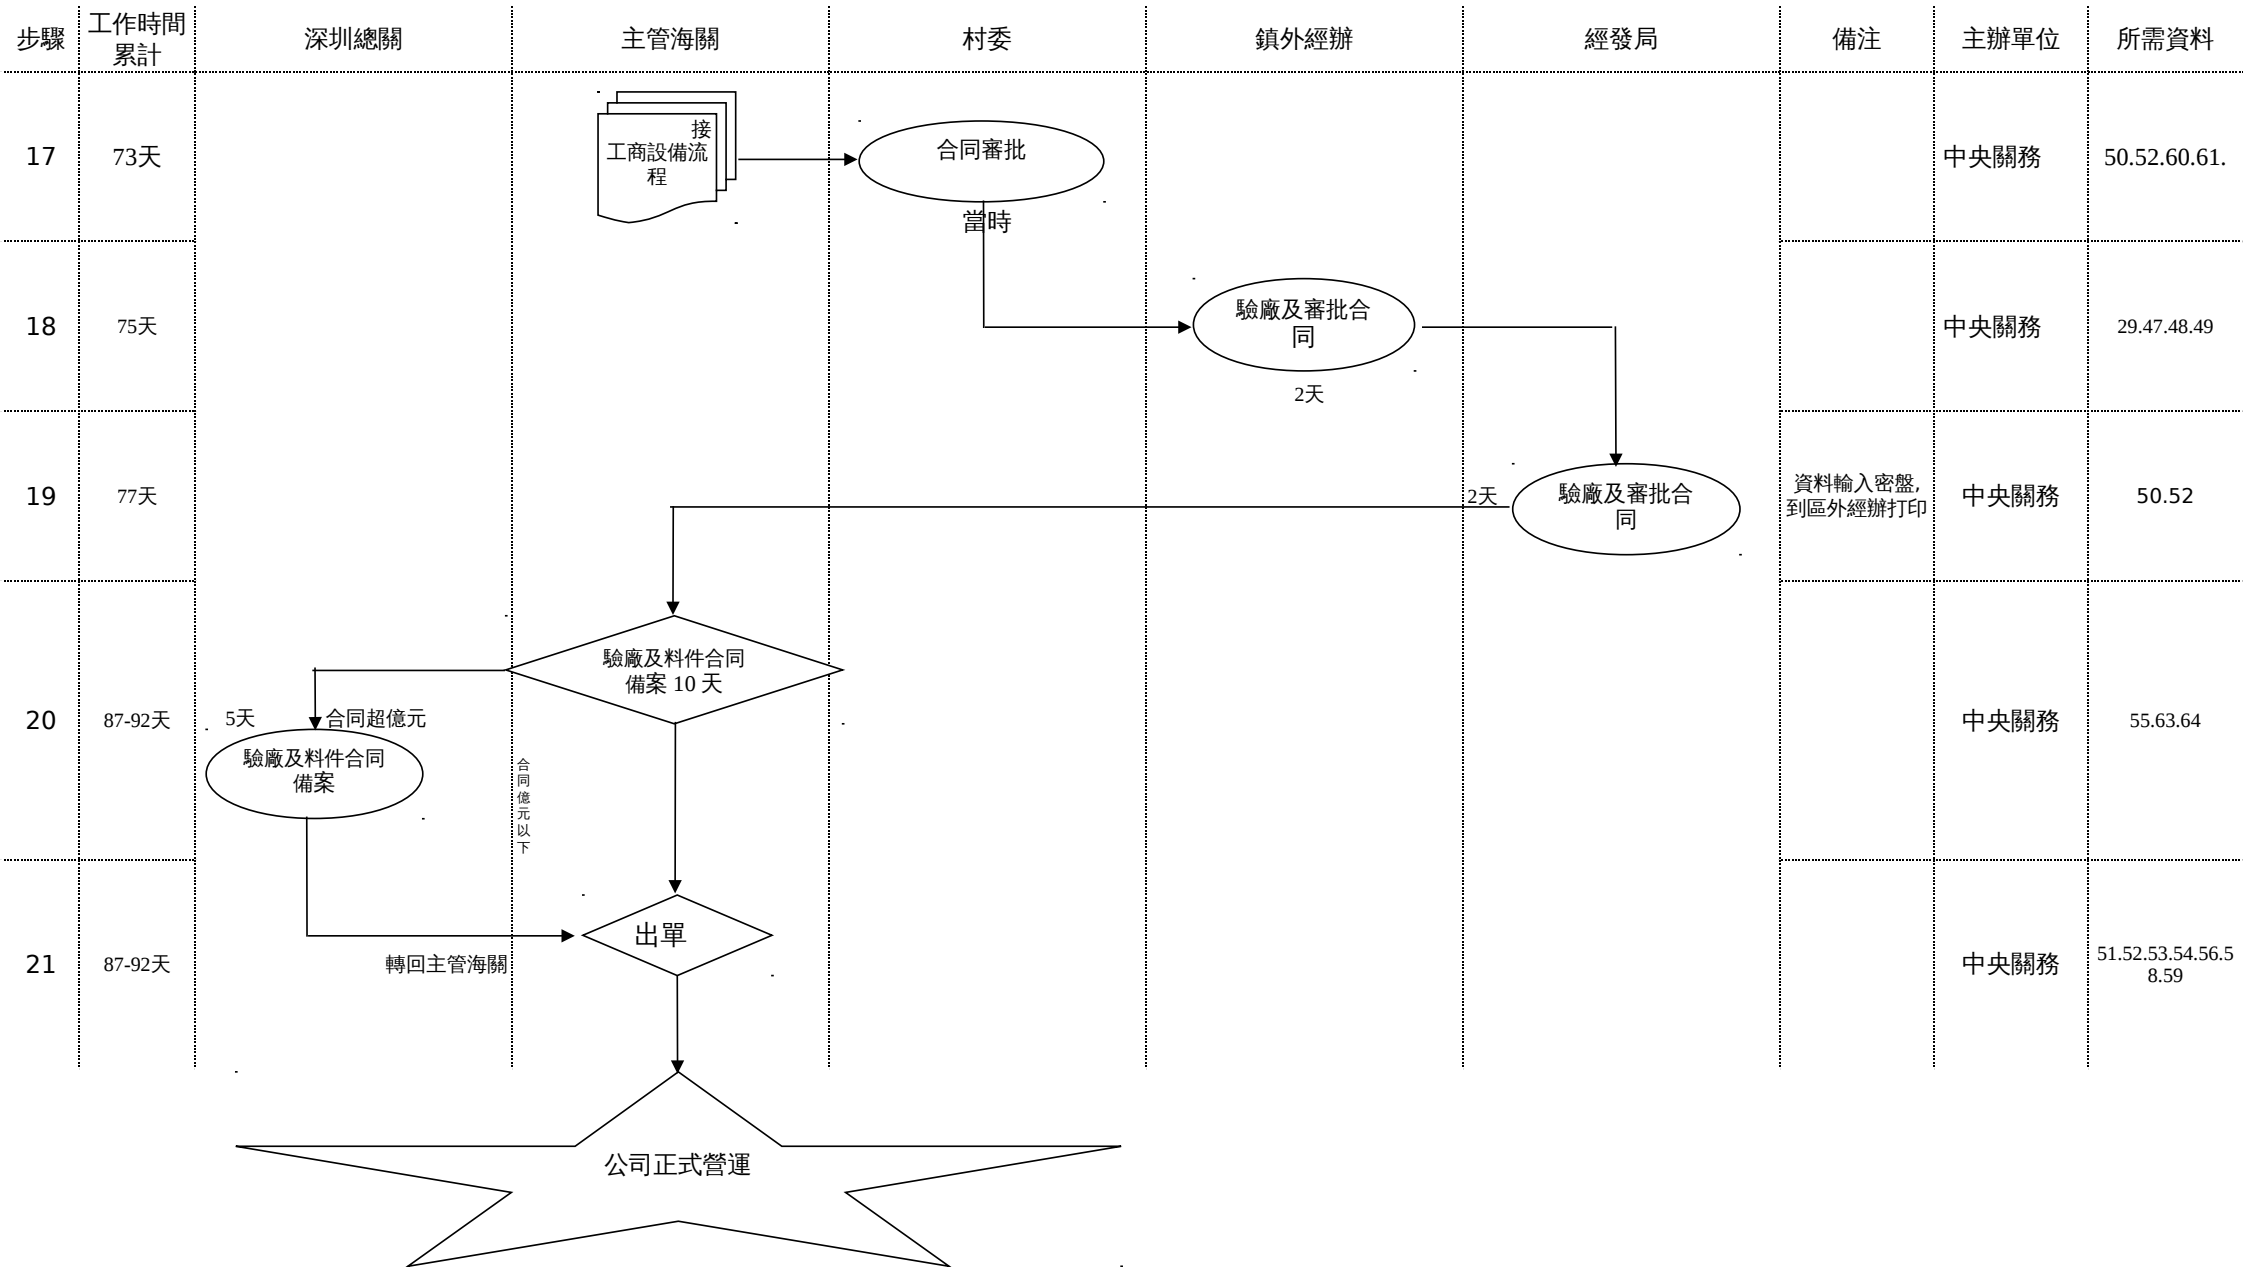 步驟
工作時間
累計
深圳總關
主管海關
村委
鎮外經辦
經發局
備注
主辦單位
所需資料
17
73天
接
工商設備流
程
合同審批
當時
中央關務
50.52.60.61.
18
75天
驗廠及審批合
同
2天
中央關務
29.47.48.49
19
77天
2天
驗廠及審批合
同
資料輸入密盤,
到區外經辦打印
中央關務
50.52
20
87-92天
驗廠及料件合同
備案 10 天
5天
合同超億元
驗廠及料件合同
備案
合
同
億
元
以
下
中央關務
55.63.64
21
87-92天
出單
轉回主管海關
中央關務
51.52.53.54.56.5
8.59
公司正式營運